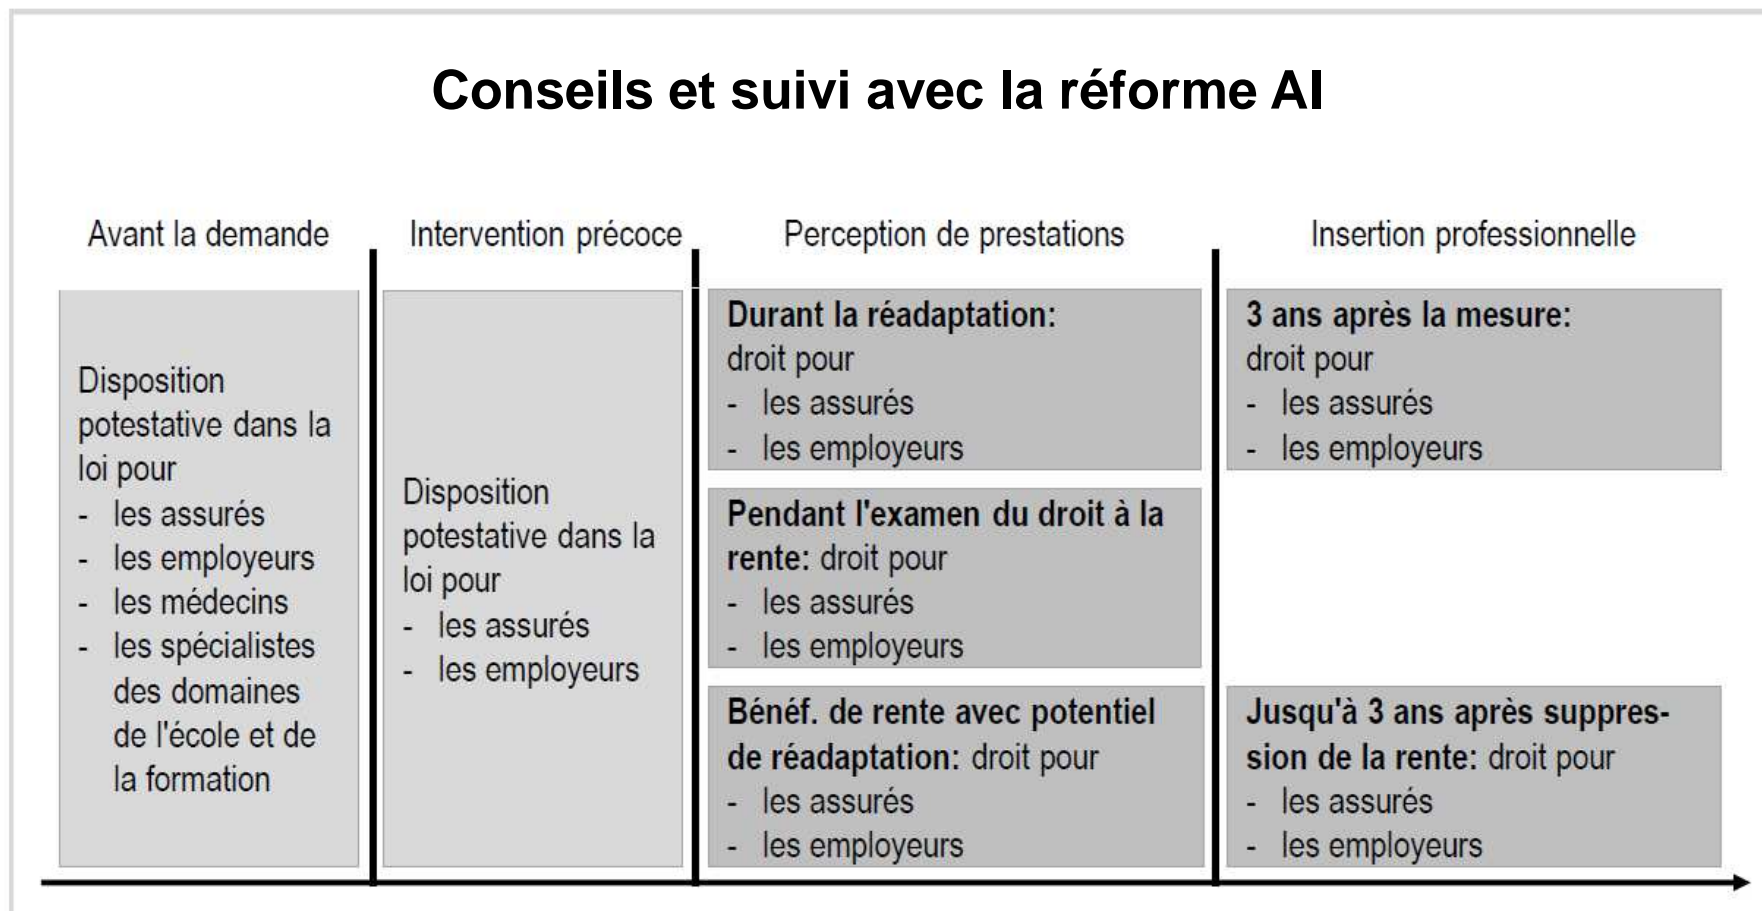 Conseils et suivi avec la réforme AI
Avant la demande
Intervention précoce
Perception de prestations
Insertion professionnelle
Disposition
potestative dans la
loi pour
- les assurés
- les employeurs
- les médecins
- les spécialistes
des domaines
de l'école et de
la formation
Disposition
potestative dans la
loi pour
- les assurés
- les employeurs
Durant la réadaptation:
droit pour
- les assurés
- les employeurs
Pendant l'examen du droit à la
rente: droit pour
- les assurés
- les employeurs
Bénéf. de rente avec potentiel
de réadaptation: droit pour
- les assurés
- les employeurs
3 ans après la mesure:
droit pour
- les assurés
- les employeurs
Jusqu'à 3 ans après suppres-
sion de la rente: droit pour
- les assurés
- les employeurs